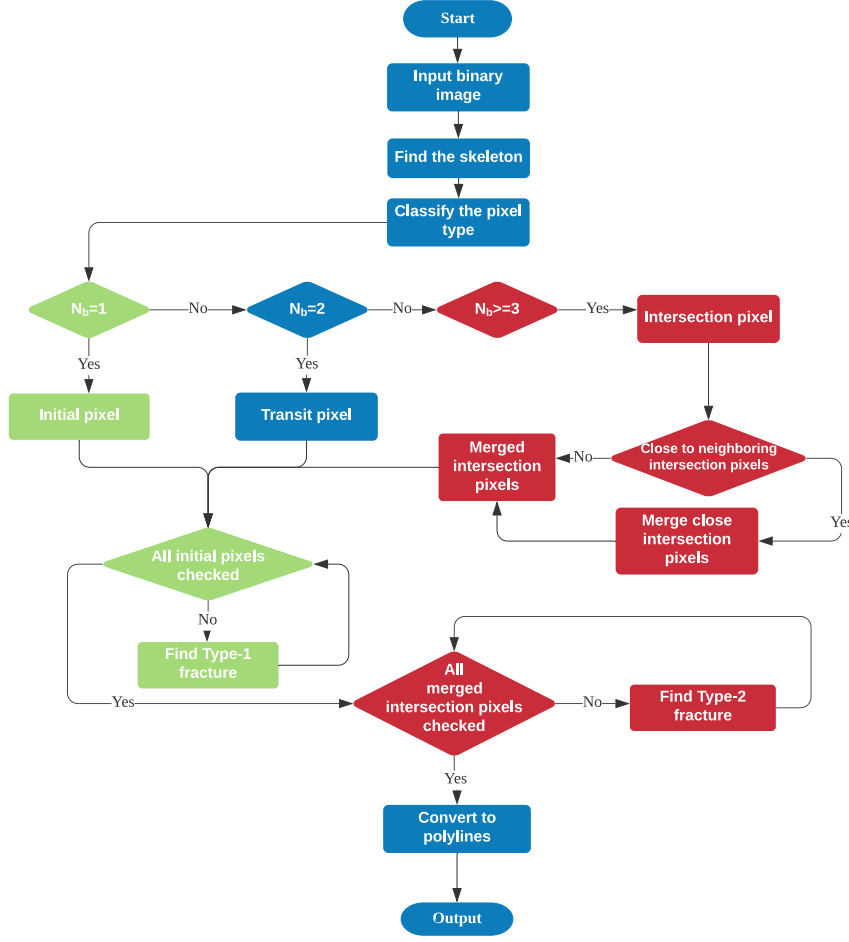 Start
Input binary
image
Find the skeleton
Classify the pixel
type
N_b=1
No
N_b=2
No
N_b>=3
Yes
Intersection pixel
Yes
Yes
Initial pixel
Transit pixel
Merged
intersection
pixels
No
Close to neighboring
intersection pixels
Yes
Merge close
intersection
pixels
All initial pixels
checked
No
Find Type-1
fracture
Yes
All
merged
intersection pixels
checked
No
Find Type-2
fracture
Yes
Convert to
polylines
Output